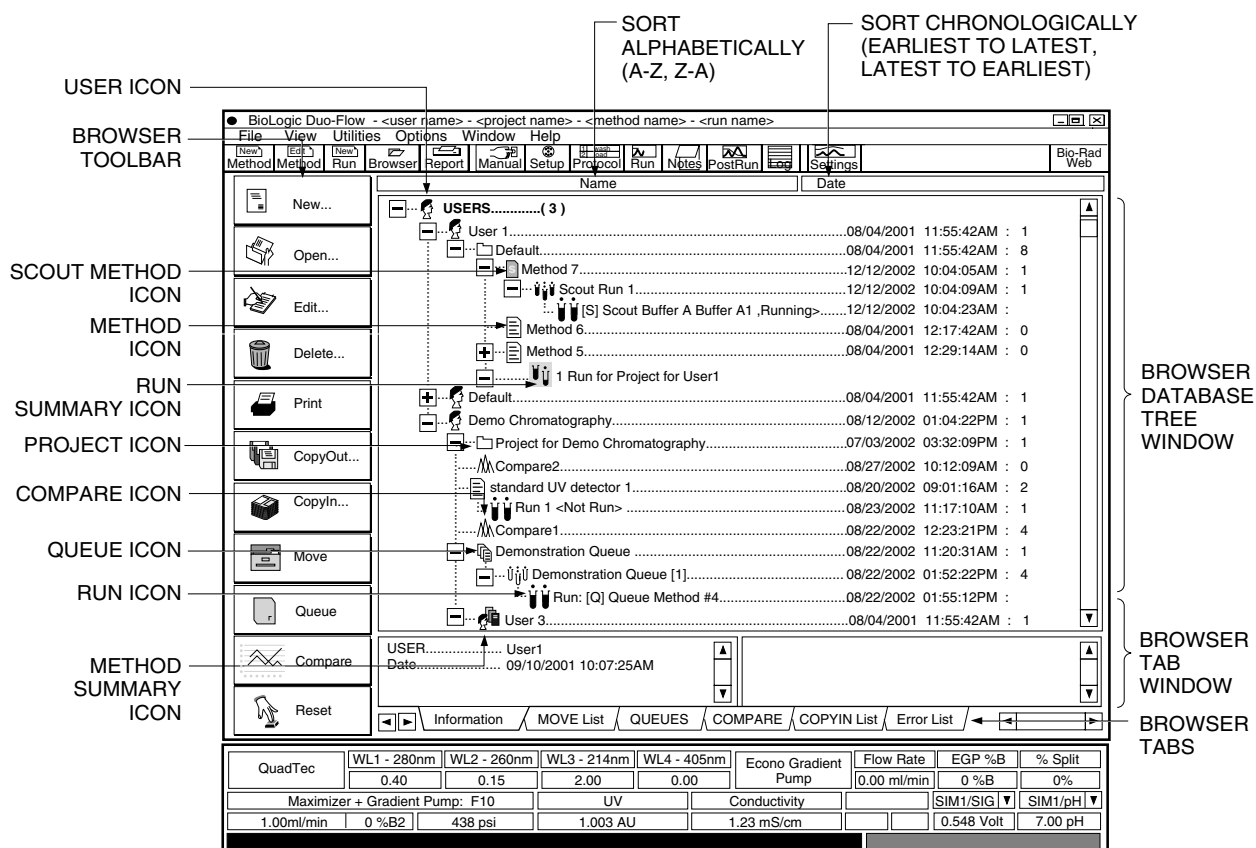 SORT
ALPHABETICALLY
(A-Z, Z-A)
SORT CHRONOLOGICALLY
(EARLIEST TO LATEST,
LATEST TO EARLIEST)
USER ICON
BROWSER
TOOLBAR
SCOUT METHOD
ICON
METHOD
ICON
RUN
SUMMARY ICON
PROJECT ICON
COMPARE ICON
QUEUE ICON
RUN ICON
METHOD
SUMMARY
ICON
BioLogic Duo-Flow - <user name> - <project name> - <method name> - <run name>
File View Utilities Options Window Help
New Method
Edit Method
New Run
Browser
Report
Manual
Setup
1 wash 2 load Protocol
Run
Notes
PostRun
Log
Settings
Bio-Rad
Web
Name
Date
New...
Open...
Edit...
Delete...
Print
CopyOut...
CopyIn...
Move
Queue
Compare
Reset
USERS.............( 3 )
User 1 08/04/2001 11:55:42AM : 1
Default 08/04/2001 11:55:42AM : 8
S Method 7 12/12/2002 10:04:05AM : 1
Scout Run 1 12/12/2002 10:04:09AM : 1
[S] Scout Buffer A Buffer A1 ,Running> 12/12/2002 10:04:23AM :
Method 6 08/04/2001 12:17:42AM : 0
Method 5 08/04/2001 12:29:14AM : 0
1 Run for Project for User1
Default 08/04/2001 11:55:42AM : 1
Demo Chromatography 08/12/2002 01:04:22PM : 1
Project for Demo Chromatography 07/03/2002 03:32:09PM : 1
Compare2 08/27/2002 10:12:09AM : 0
standard UV detector 1 08/20/2002 09:01:16AM : 2
Run 1 <Not Run> 08/23/2002 11:17:10AM : 1
Compare1 08/22/2002 12:23:21PM : 4
Demonstration Queue 08/22/2002 11:20:31AM : 1
Demonstration Queue [1] 08/22/2002 01:52:22PM : 4
Run: [Q] Queue Method #4 08/22/2002 01:55:12PM :
User 3 08/04/2001 11:55:42AM : 1
USER User1
Date 09/10/2001 10:07:25AM
Information MOVE List QUEUES COMPARE COPYIN List Error List
BROWSER
DATABASE
TREE
WINDOW
BROWSER
TAB
WINDOW
BROWSER
TABS
QuadTec
WL1 - 280nm WL2 - 260nm WL3 - 214nm WL4 - 405nm
0.40 0.15 2.00 0.00
Econo Gradient
Pump
Flow Rate EGP %B % Split
0.00 ml/min 0 %B 0%
Maximizer + Gradient Pump: F10 UV Conductivity SIM1/SIG SIM1/pH
1.00ml/min 0 %B2 438 psi 1.003 AU 1.23 mS/cm 0.548 Volt 7.00 pH